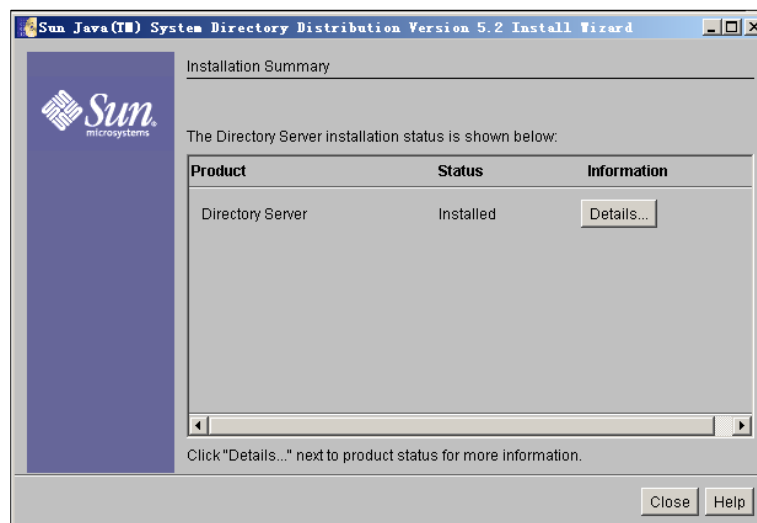 Sun Java(TM) System Directory Distribution Version 5.2 Install Wizard
Installation Summary
Sun.
microsystems
The Directory Server installation status is shown below:
Product Status Information
Directory Server Installed Details...
Click "Details..." next to product status for more information.
Close Help